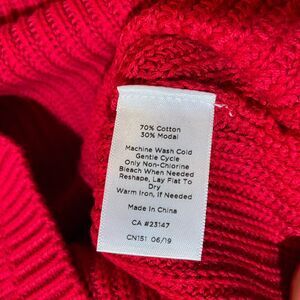 70% Cotton
30% Modal
Machine Wash Cold
Gentle Cycle
Only Non-Chlorine
Bleach When Needed
Reshape, Lay Flat To
Dry
Warm Iron, If Needed
Made In China
CA #23147
CN151 06/19